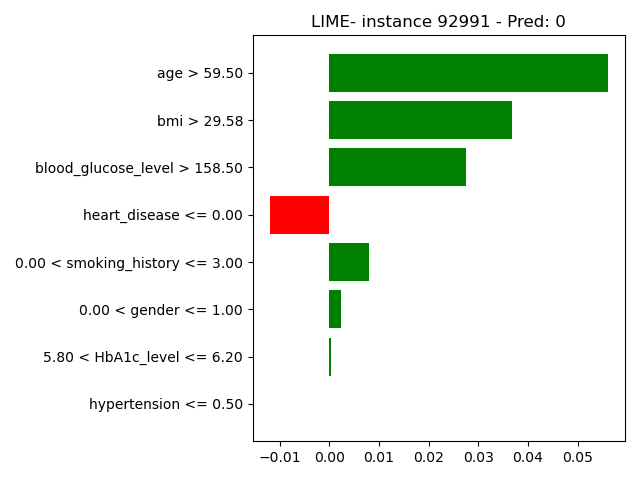 LIME- instance 92991 - Pred: 0
age > 59.50
bmi > 29.58
blood_glucose_level > 158.50
heart_disease <= 0.00
0.00 < smoking_history <= 3.00
0.00 < gender <= 1.00
5.80 < HbA1c_level <= 6.20
hypertension <= 0.50
−0.01 0.00 0.01 0.02 0.03 0.04 0.05